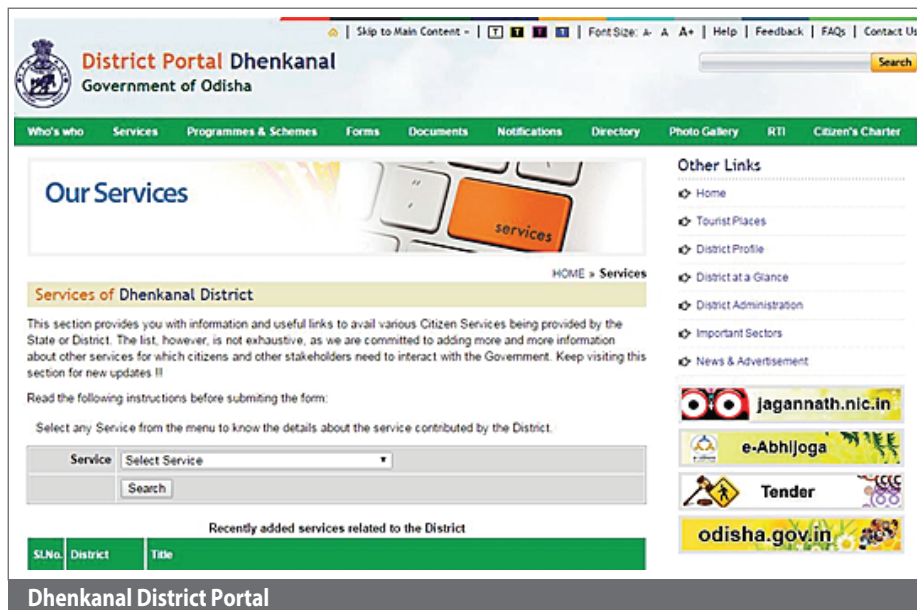 Skip to Main Content - | T T T T | Font Size: A- A A+ | Help | Feedback | FAQs | Contact Us
District Portal Dhenkanal
Government of Odisha
Search
Who's who Services Programmes & Schemes Forms Documents Notifications Directory Photo Gallery RTI Citizen's Charter
Our Services
services
HOME » Services
Services of Dhenkanal District
This section provides you with information and useful links to avail various Citizen Services being provided by the
State or District. The list, however, is not exhaustive, as we are committed to adding more and more information
about other services for which citizens and other stakeholders need to interact with the Government. Keep visiting this
section for new updates !!!
Read the following instructions before submiting the form:
Select any Service from the menu to know the details about the service contributed by the District.
Service Select Service
Search
Recently added services related to the District
Sl.No. District Title
Other Links
Home
Tourist Places
District Profile
District at a Glance
District Administration
Important Sectors
News & Advertisement
jagannath.nic.in
e-Abhijoga
Tender
odisha.gov.in
Dhenkanal District Portal